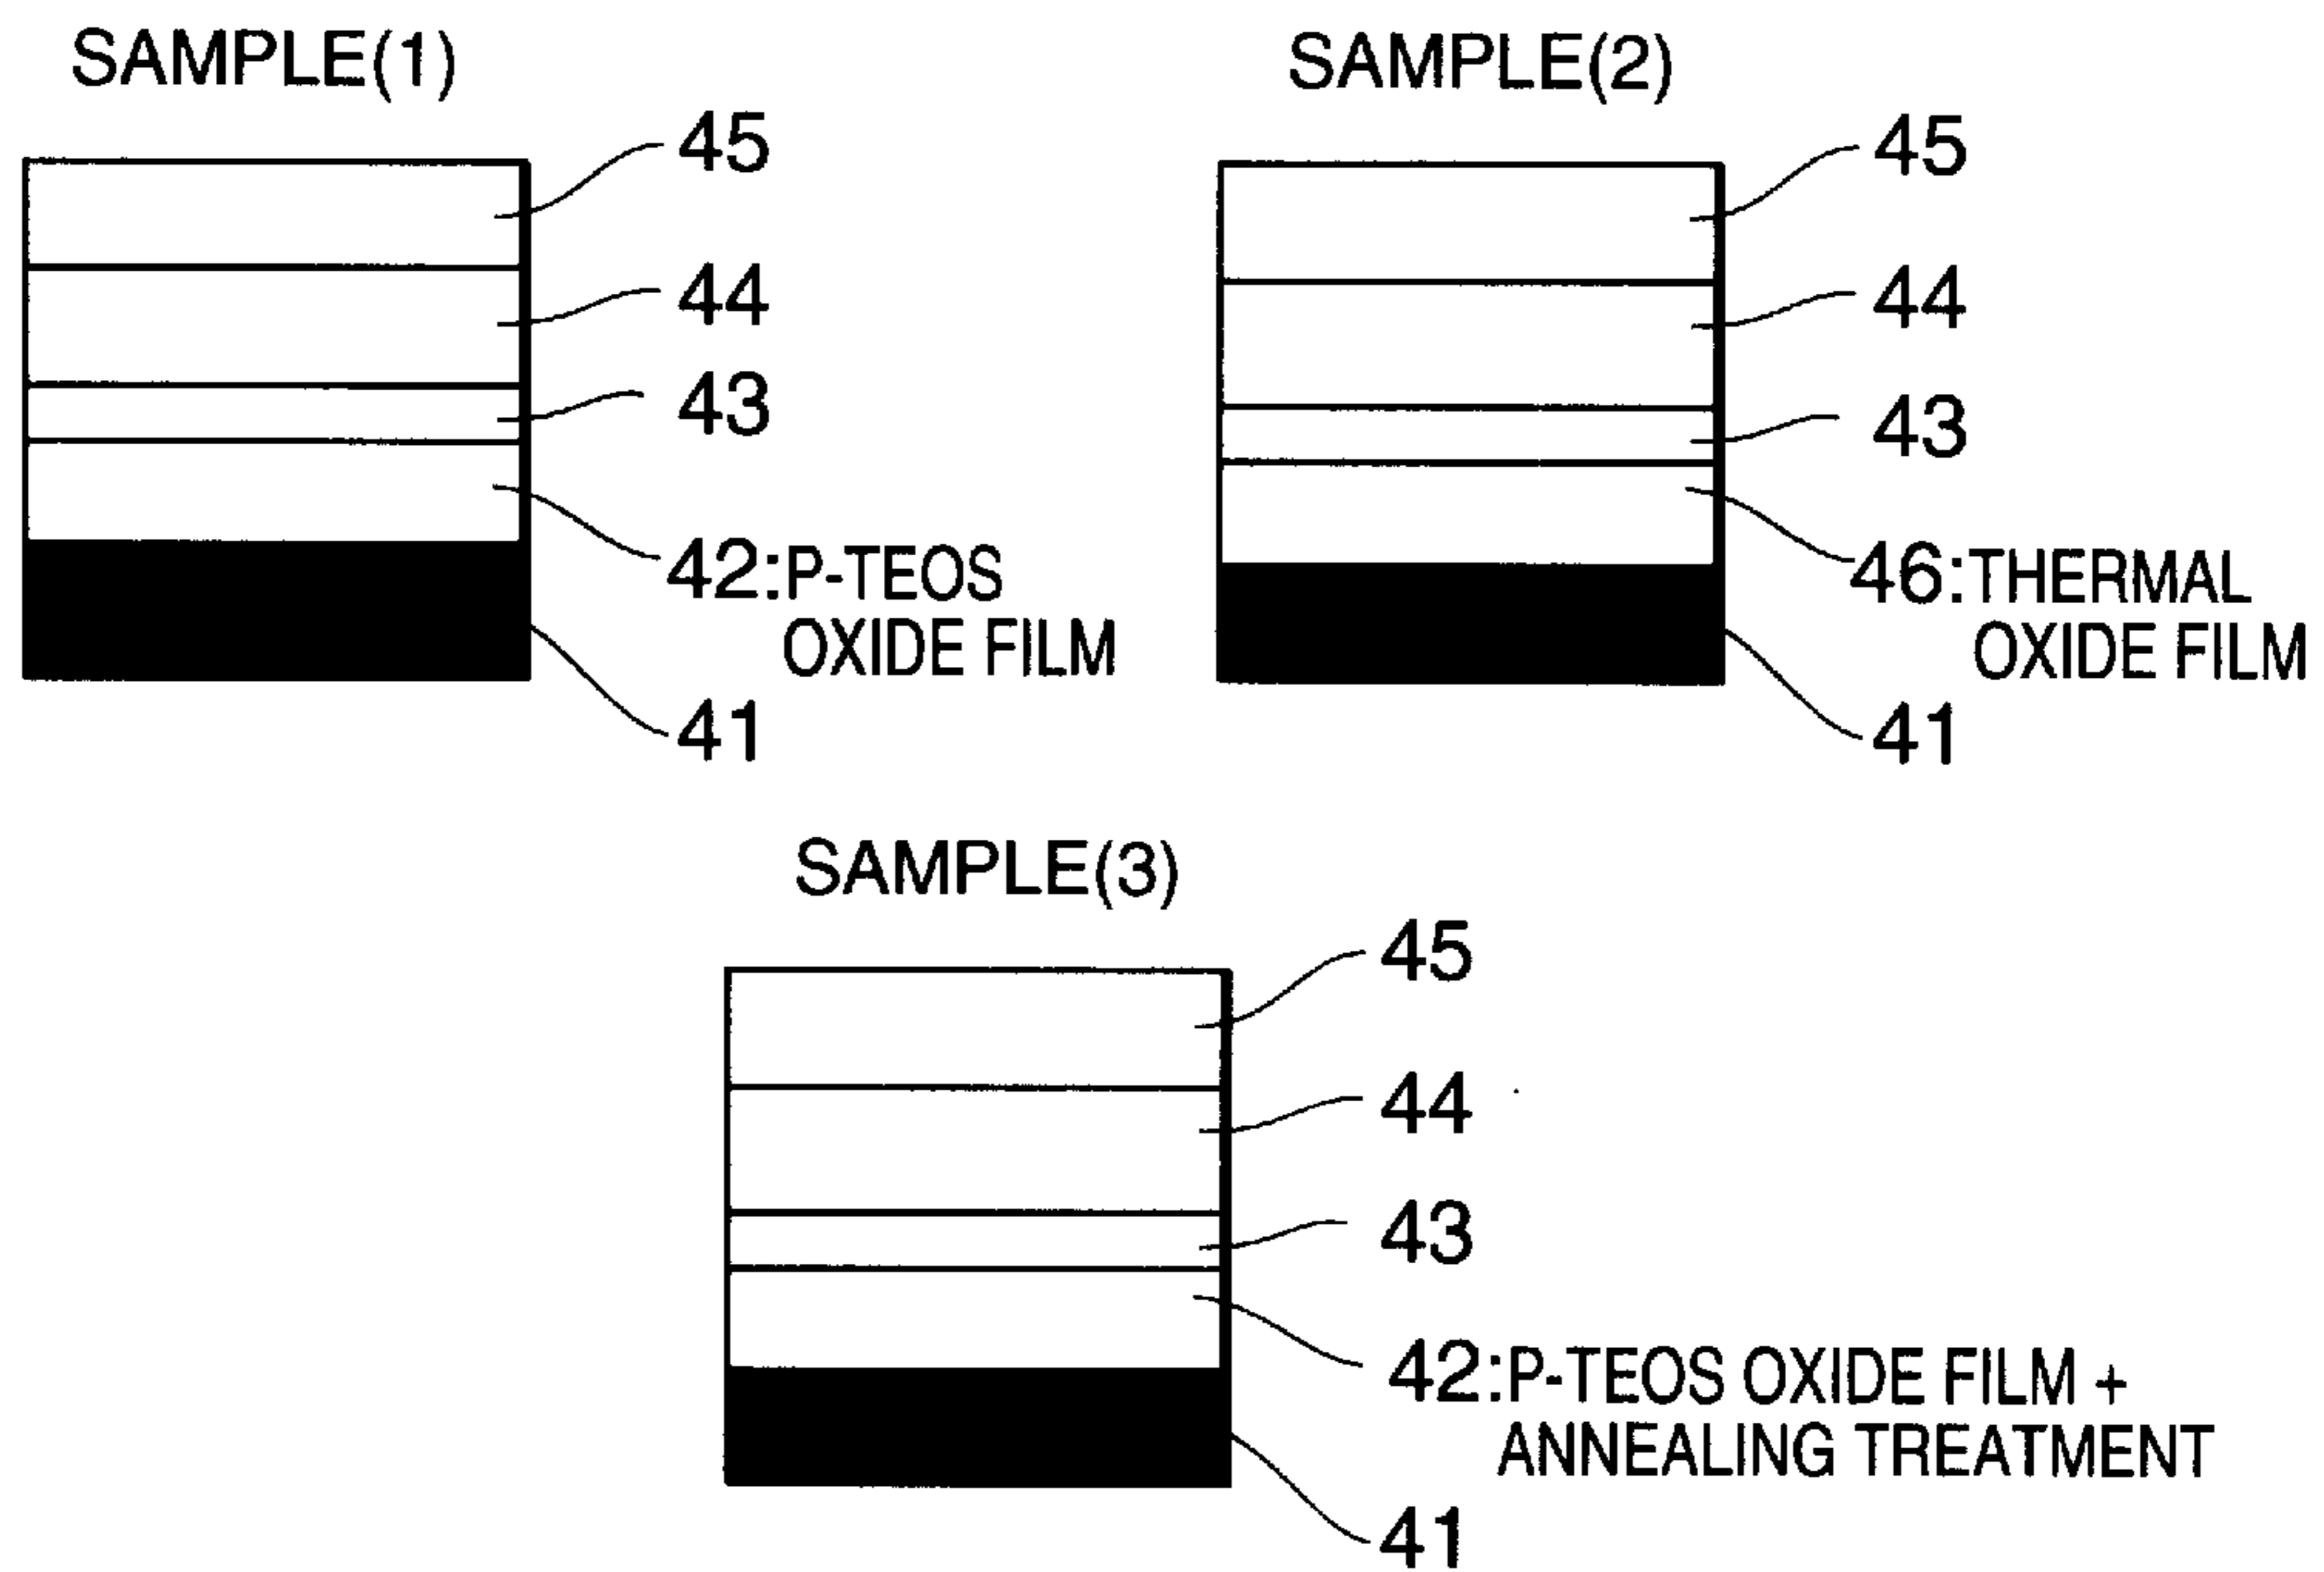 SAMPLE(1)
45
44
43
42:P-TEOS
OXIDE FILM
41
SAMPLE(2)
45
44
43
46:THERMAL
OXIDE FILM
41
SAMPLE(3)
45
44
43
42:P-TEOS OXIDE FILM +
ANNEALING TREATMENT
41